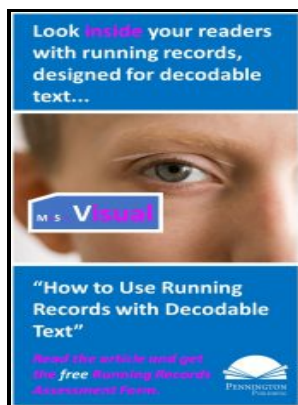 Look inside your readers
with running records,
designed for decodable
text...
M S Visual
“How to Use Running
Records with Decodable
Text”
Read the article and get
the free Running Records
Assessment Form.
PENNINGTON
PUBLISHING